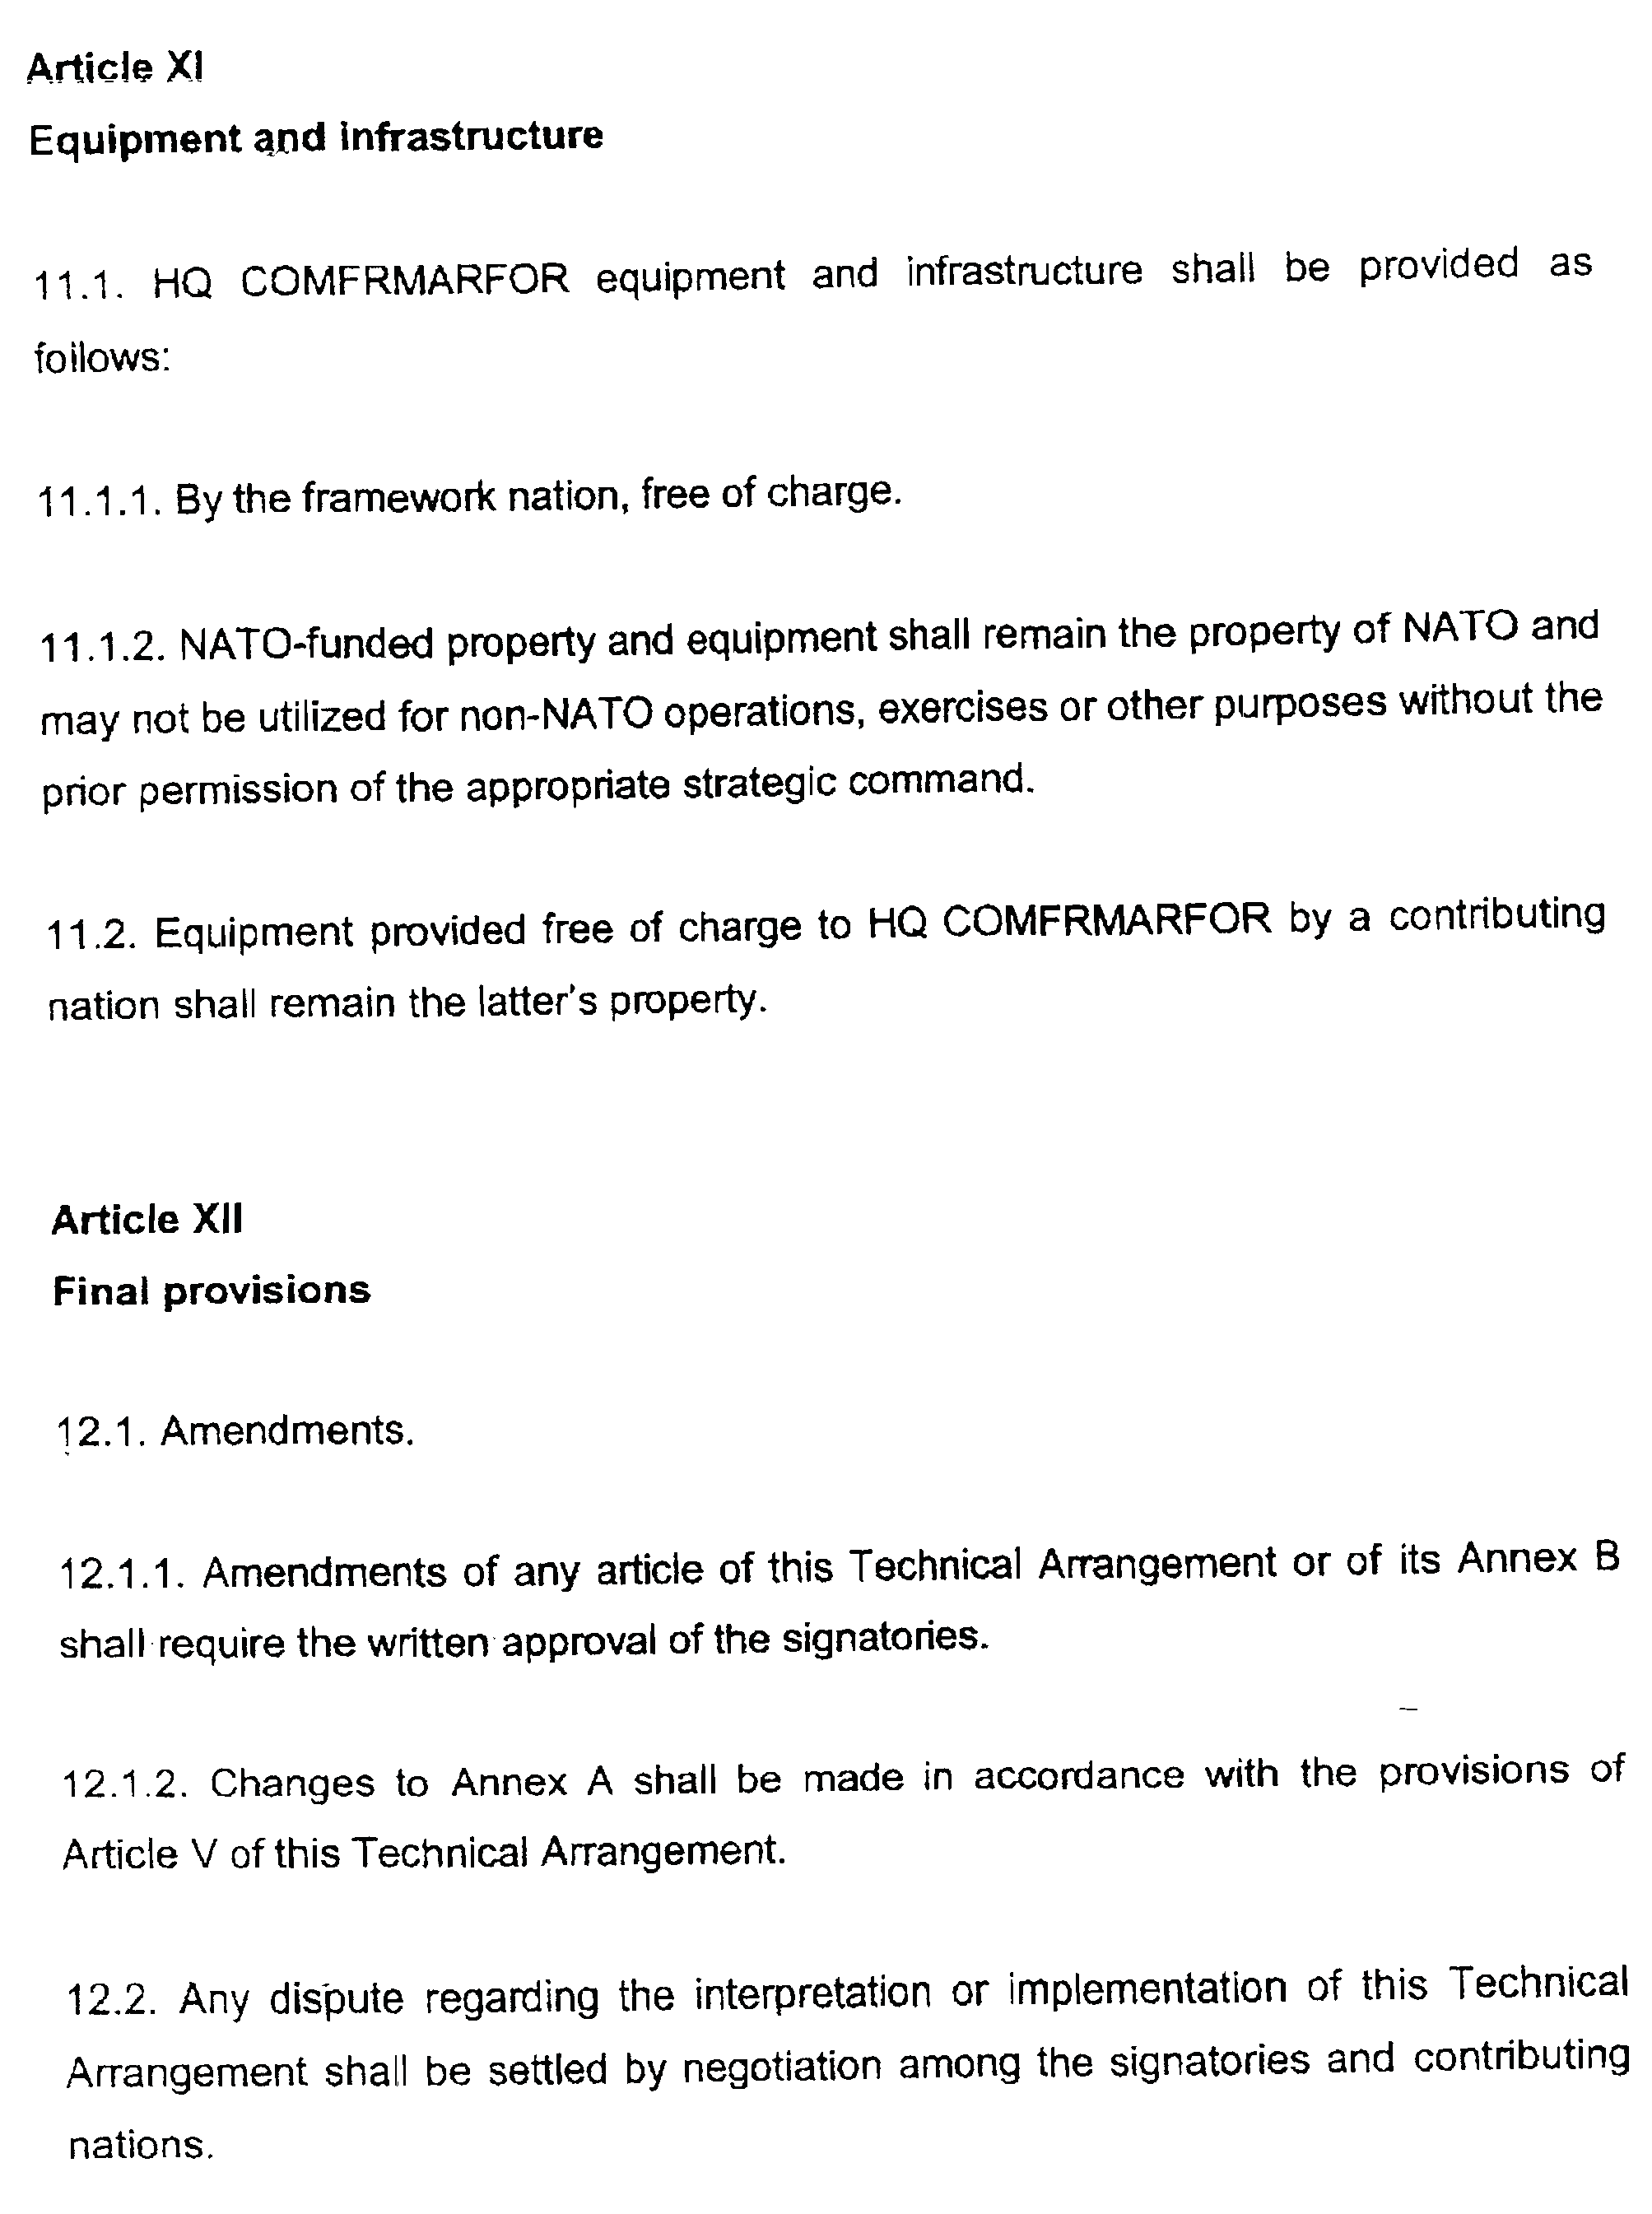 Article XI
Equipment and infrastructure
11.1. HQ COMFRMARFOR equipment and infrastructure shall be provided as
follows:
11.1.1. By the framework nation, free of charge.
11.1.2. NATO-funded property and equipment shall remain the property of NATO and
may not be utilized for non-NATO operations, exercises or other purposes without the
prior permission of the appropriate strategic command.
11.2. Equipment provided free of charge to HQ COMFRMARFOR by a contributing
nation shall remain the latter's property.
Article XII
Final provisions
12.1. Amendments.
12.1.1. Amendments of any article of this Technical Arrangement or of its Annex B
shall require the written approval of the signatories.
12.1.2. Changes to Annex A shall be made in accordance with the provisions of
Article V of this Technical Arrangement.
12.2. Any dispute regarding the interpretation or implementation of this Technical
Arrangement shall be settled by negotiation among the signatories and contributing
nations.